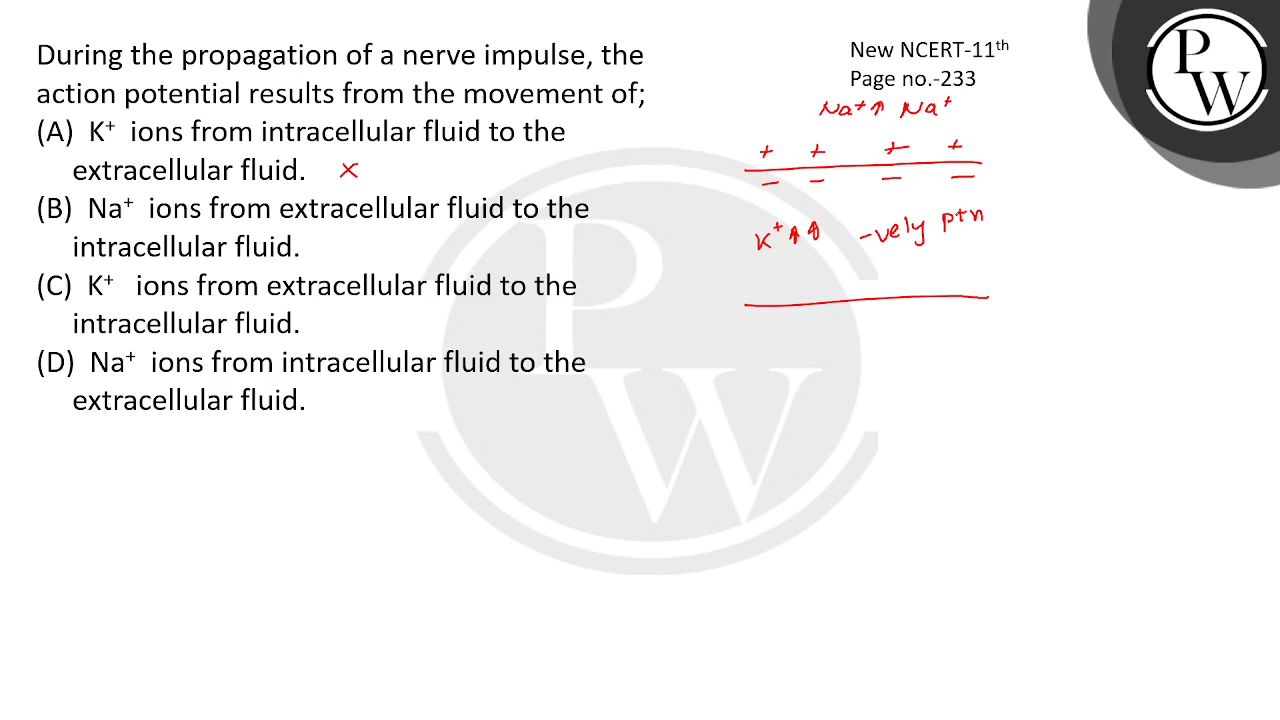 During the propagation of a nerve impulse, the
action potential results from the movement of;
(A) K⁺ ions from intracellular fluid to the
extracellular fluid. ×
(B) Na⁺ ions from extracellular fluid to the
intracellular fluid.
(C) K⁺ ions from extracellular fluid to the
intracellular fluid.
(D) Na⁺ ions from intracellular fluid to the
extracellular fluid.
New NCERT-11ᵗʰ
Page no.-233
Na⁺↑ Na⁺
+ + + +
− − − −
K⁺↑↑ -vely ptn
P
W
P
W